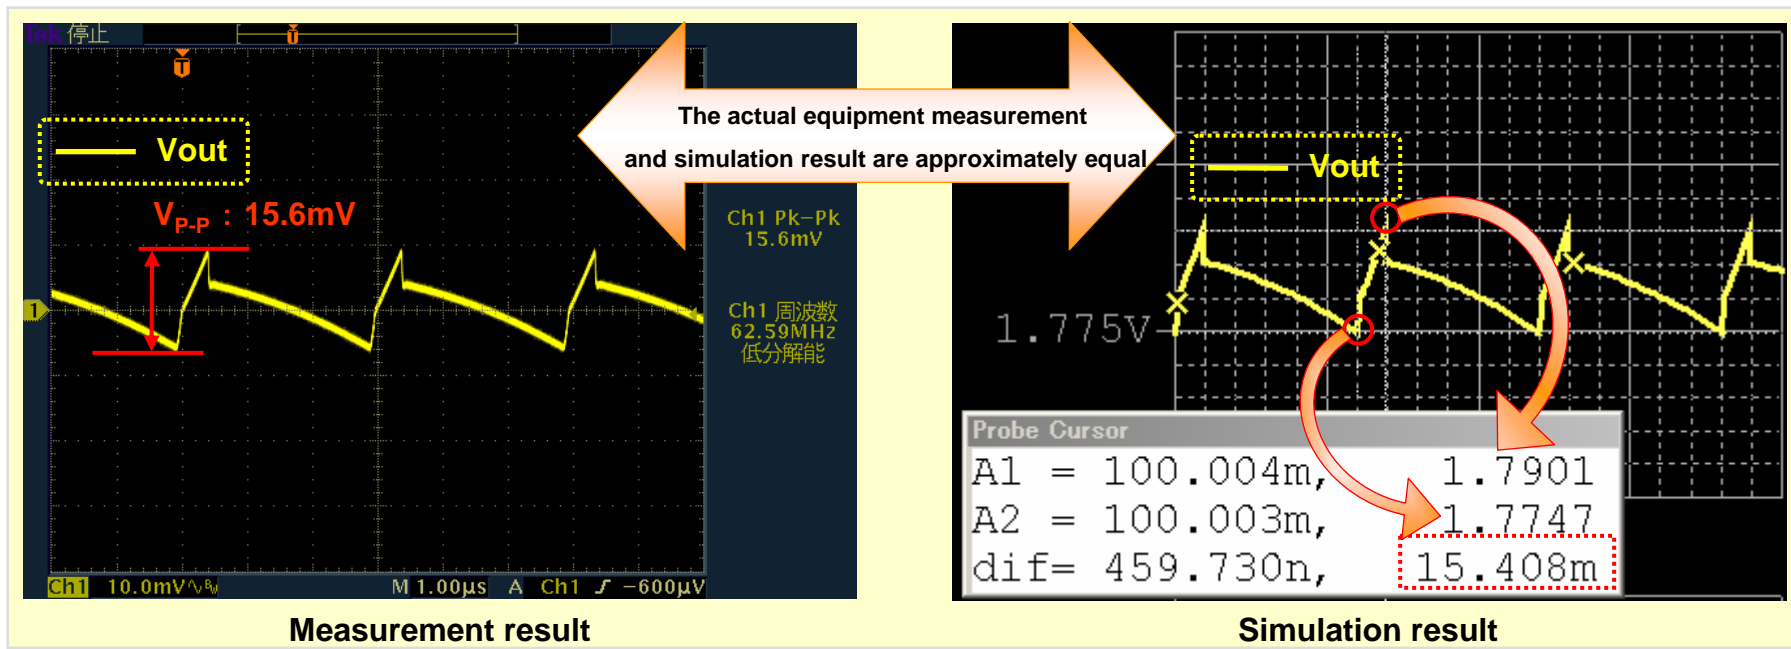 Tek 停止
T
Vout
VP-P : 15.6mV
1
Ch1 Pk-Pk
15.6mV
Ch1 周波数
62.59MHz
低分解能
Ch1 10.0mV∿BW M 1.00µs A Ch1 ƒ -600µV
Measurement result
The actual equipment measurement
and simulation result are approximately equal
Vout
1.775V
Probe Cursor
A1 = 100.004m, 1.7901
A2 = 100.003m, 1.7747
dif= 459.730n, 15.408m
Simulation result